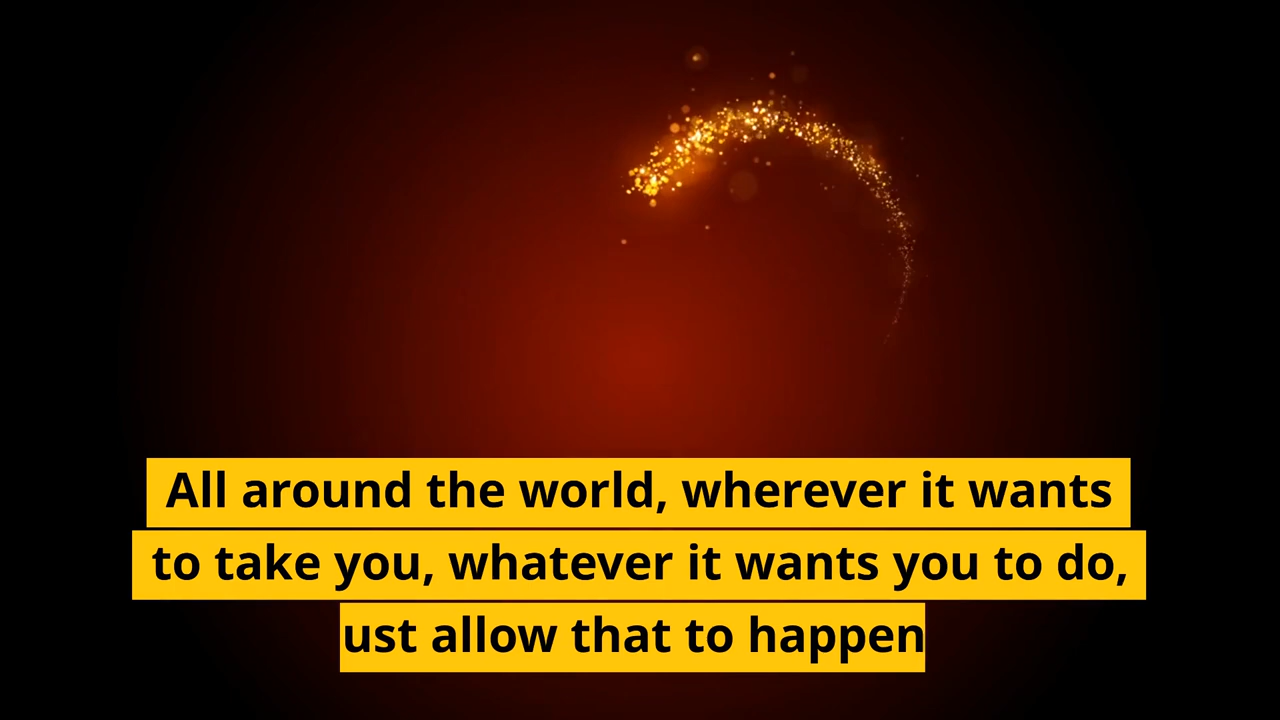 All around the world, wherever it wants
to take you, whatever it wants you to do,
ust allow that to happen